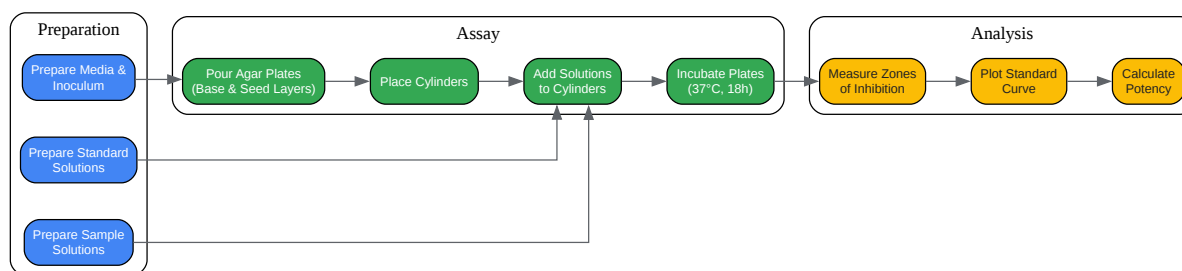 Preparation
Prepare Media &
Inoculum
Prepare Standard
Solutions
Prepare Sample
Solutions
Assay
Pour Agar Plates
(Base & Seed Layers)
Place Cylinders
Add Solutions
to Cylinders
Incubate Plates
(37°C, 18h)
Analysis
Measure Zones
of Inhibition
Plot Standard
Curve
Calculate
Potency